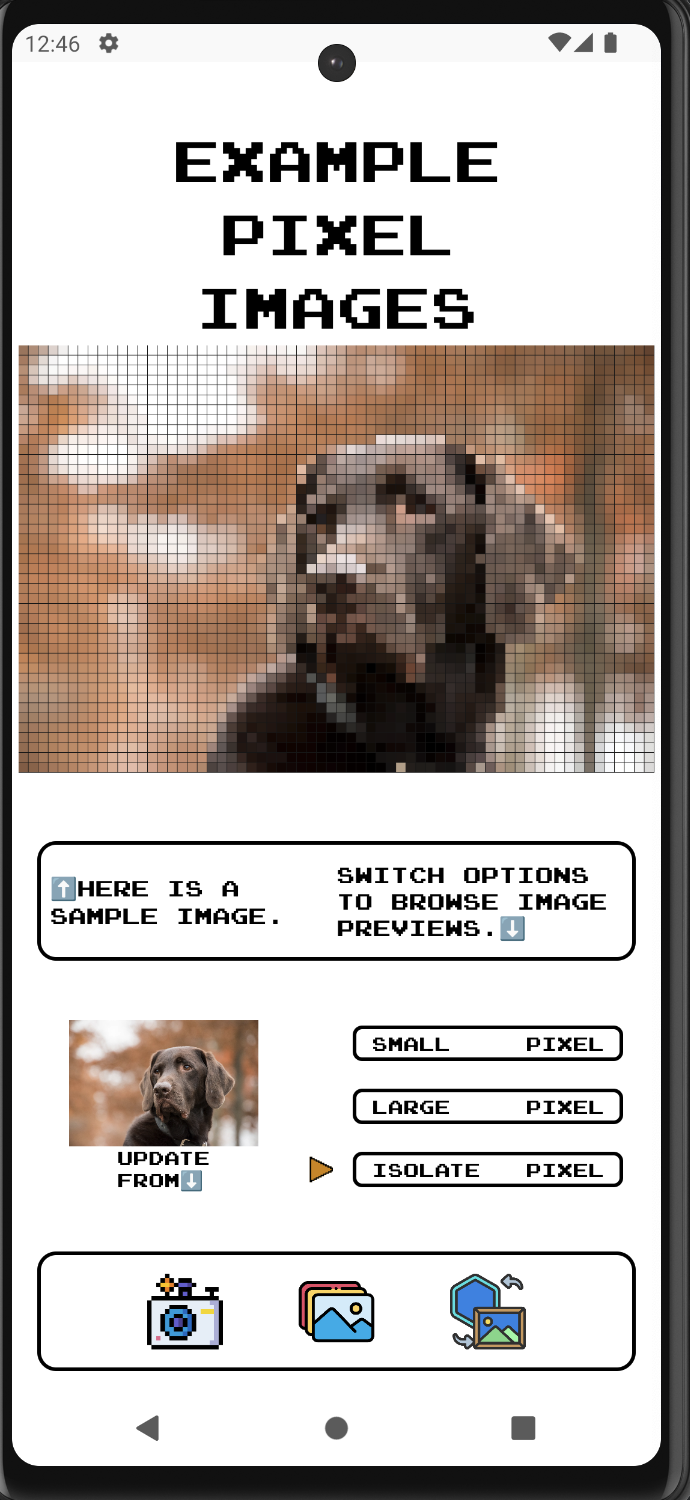 12:46
EXAMPLE
PIXEL
IMAGES
⬆️HERE IS A
SAMPLE IMAGE.
SWITCH OPTIONS
TO BROWSE IMAGE
PREVIEWS.⬇️
SMALL PIXEL
LARGE PIXEL
UPDATE
FROM⬇️
ISOLATE PIXEL